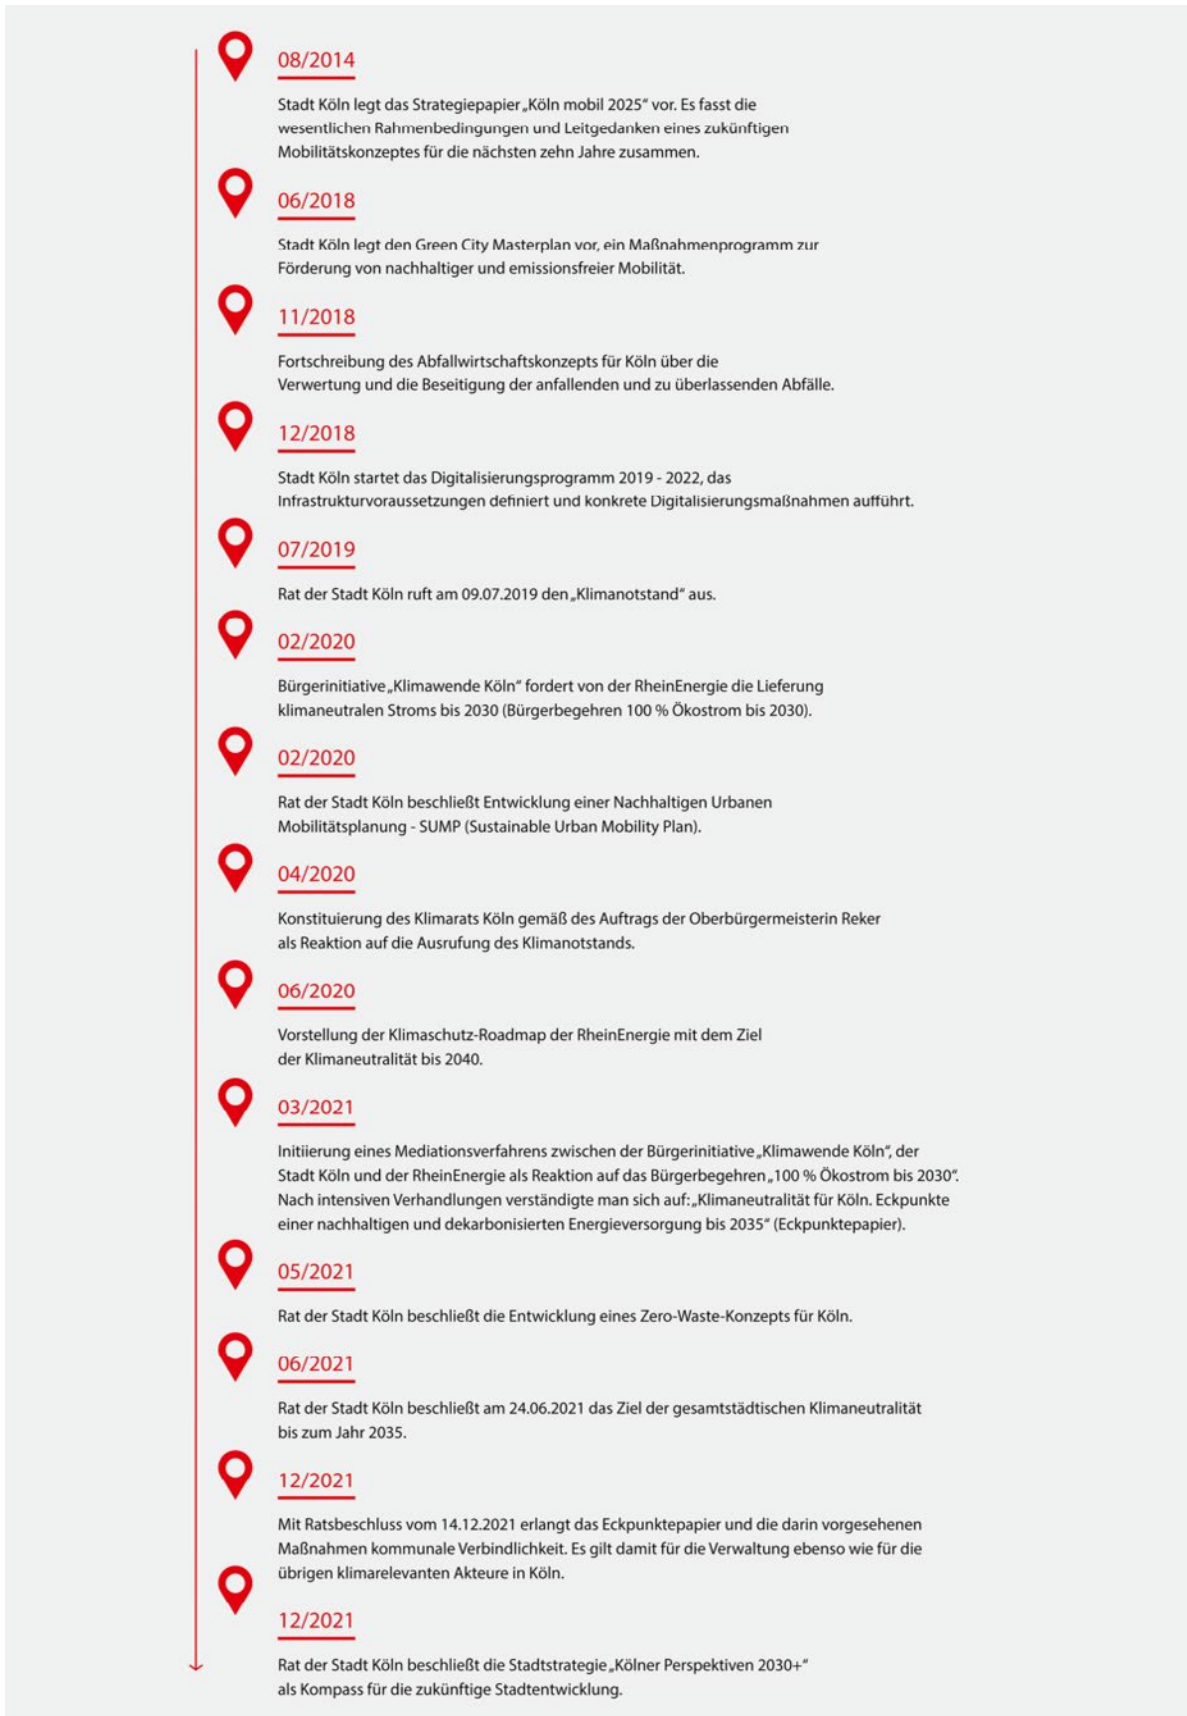 08/2014
Stadt Köln legt das Strategiepapier „Köln mobil 2025“ vor. Es fasst die
wesentlichen Rahmenbedingungen und Leitgedanken eines zukünftigen
Mobilitätskonzeptes für die nächsten zehn Jahre zusammen.
06/2018
Stadt Köln legt den Green City Masterplan vor, ein Maßnahmenprogramm zur
Förderung von nachhaltiger und emissionsfreier Mobilität.
11/2018
Fortschreibung des Abfallwirtschaftskonzepts für Köln über die
Verwertung und die Beseitigung der anfallenden und zu überlassenden Abfälle.
12/2018
Stadt Köln startet das Digitalisierungsprogramm 2019 - 2022, das
Infrastrukturvoraussetzungen definiert und konkrete Digitalisierungsmaßnahmen aufführt.
07/2019
Rat der Stadt Köln ruft am 09.07.2019 den „Klimanotstand“ aus.
02/2020
Bürgerinitiative „Klimawende Köln“ fordert von der RheinEnergie die Lieferung
klimaneutralen Stroms bis 2030 (Bürgerbegehren 100 % Ökostrom bis 2030).
02/2020
Rat der Stadt Köln beschließt Entwicklung einer Nachhaltigen Urbanen
Mobilitätsplanung - SUMP (Sustainable Urban Mobility Plan).
04/2020
Konstituierung des Klimarats Köln gemäß des Auftrags der Oberbürgermeisterin Reker
als Reaktion auf die Ausrufung des Klimanotstands.
06/2020
Vorstellung der Klimaschutz-Roadmap der RheinEnergie mit dem Ziel
der Klimaneutralität bis 2040.
03/2021
Initiierung eines Mediationsverfahrens zwischen der Bürgerinitiative „Klimawende Köln“, der
Stadt Köln und der RheinEnergie als Reaktion auf das Bürgerbegehren „100 % Ökostrom bis 2030“.
Nach intensiven Verhandlungen verständigte man sich auf: „Klimaneutralität für Köln. Eckpunkte
einer nachhaltigen und dekarbonisierten Energieversorgung bis 2035“ (Eckpunktepapier).
05/2021
Rat der Stadt Köln beschließt die Entwicklung eines Zero-Waste-Konzepts für Köln.
06/2021
Rat der Stadt Köln beschließt am 24.06.2021 das Ziel der gesamtstädtischen Klimaneutralität
bis zum Jahr 2035.
12/2021
Mit Ratsbeschluss vom 14.12.2021 erlangt das Eckpunktepapier und die darin vorgesehenen
Maßnahmen kommunale Verbindlichkeit. Es gilt damit für die Verwaltung ebenso wie für die
übrigen klimarelevanten Akteure in Köln.
12/2021
Rat der Stadt Köln beschließt die Stadtstrategie „Kölner Perspektiven 2030+“
als Kompass für die zukünftige Stadtentwicklung.